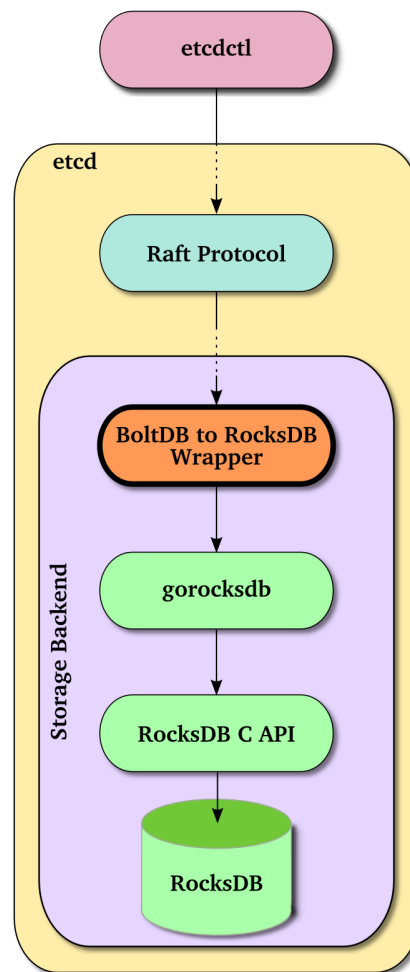 etcdctl
etcd
Raft Protocol
BoltDB to RocksDB
Wrapper
gorocksdb
Storage Backend
RocksDB C API
RocksDB